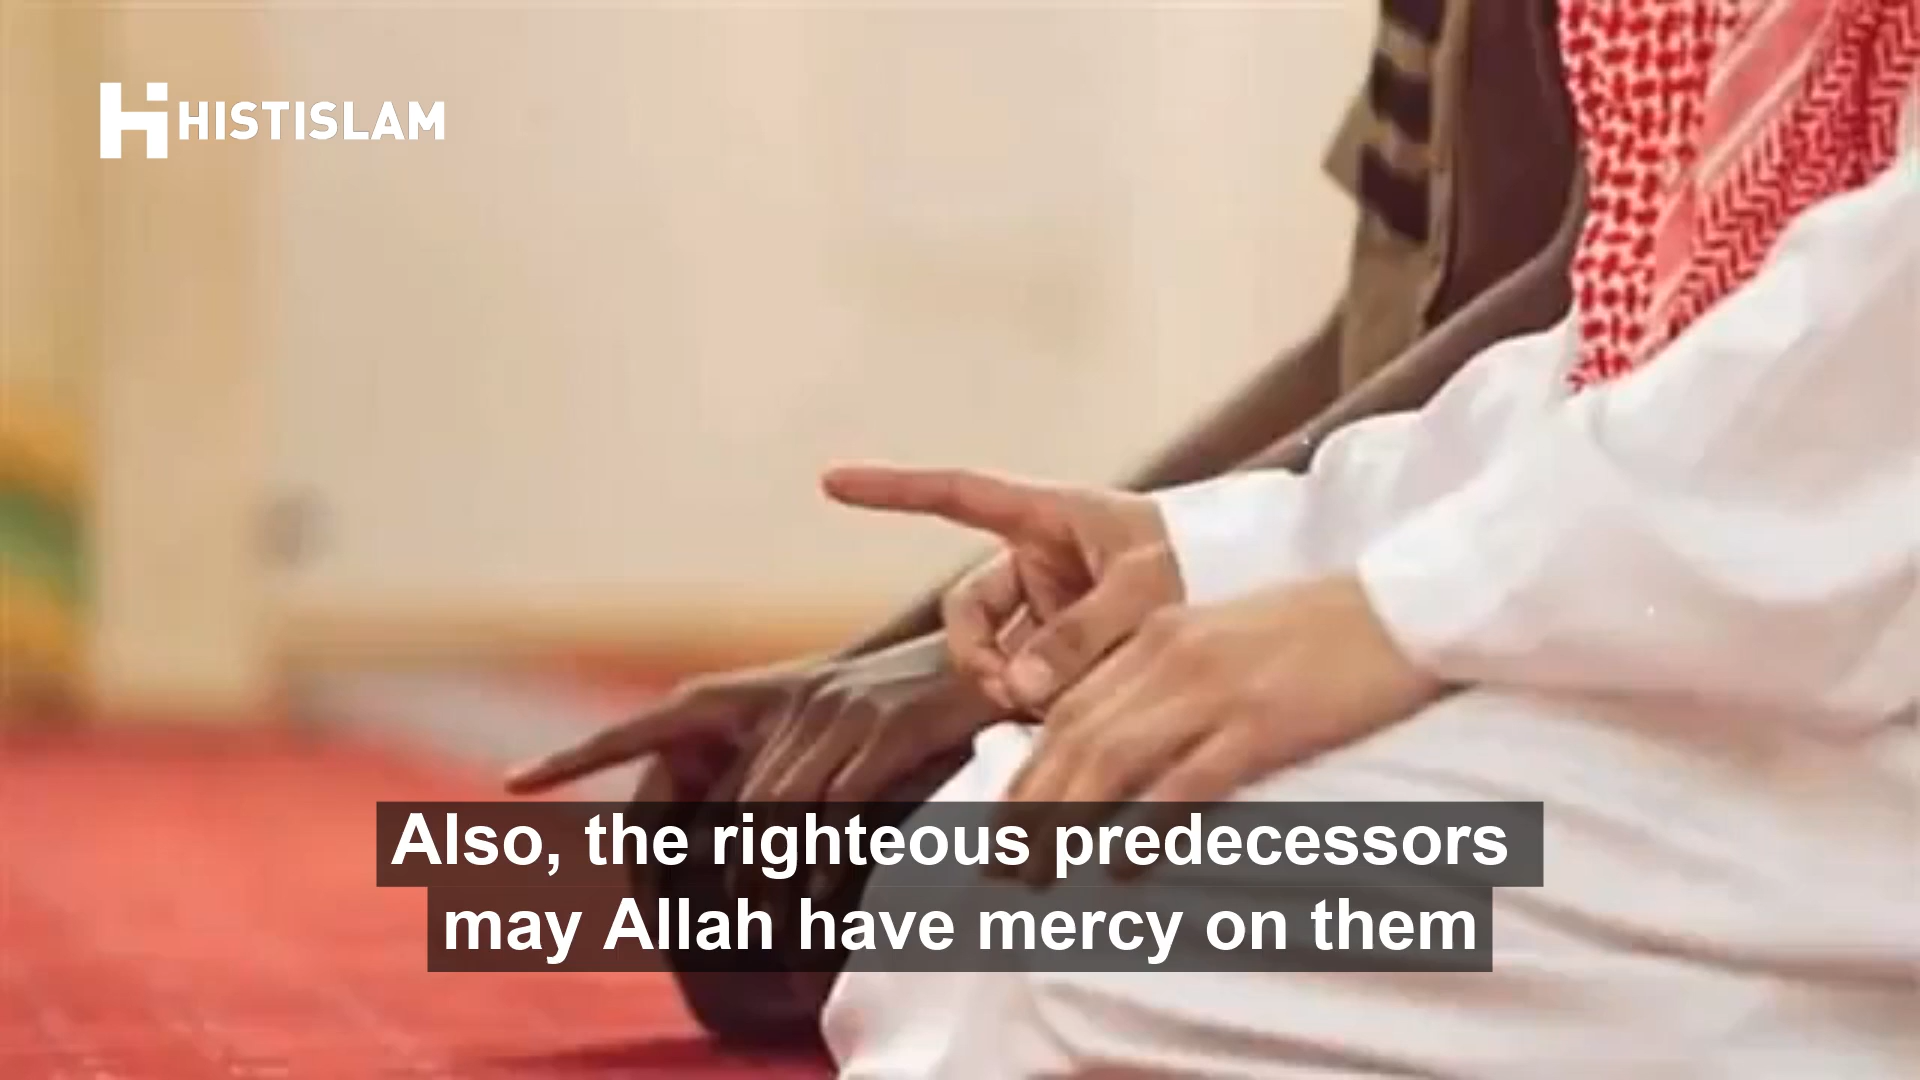 HISTISLAM
Also, the righteous predecessors
may Allah have mercy on them